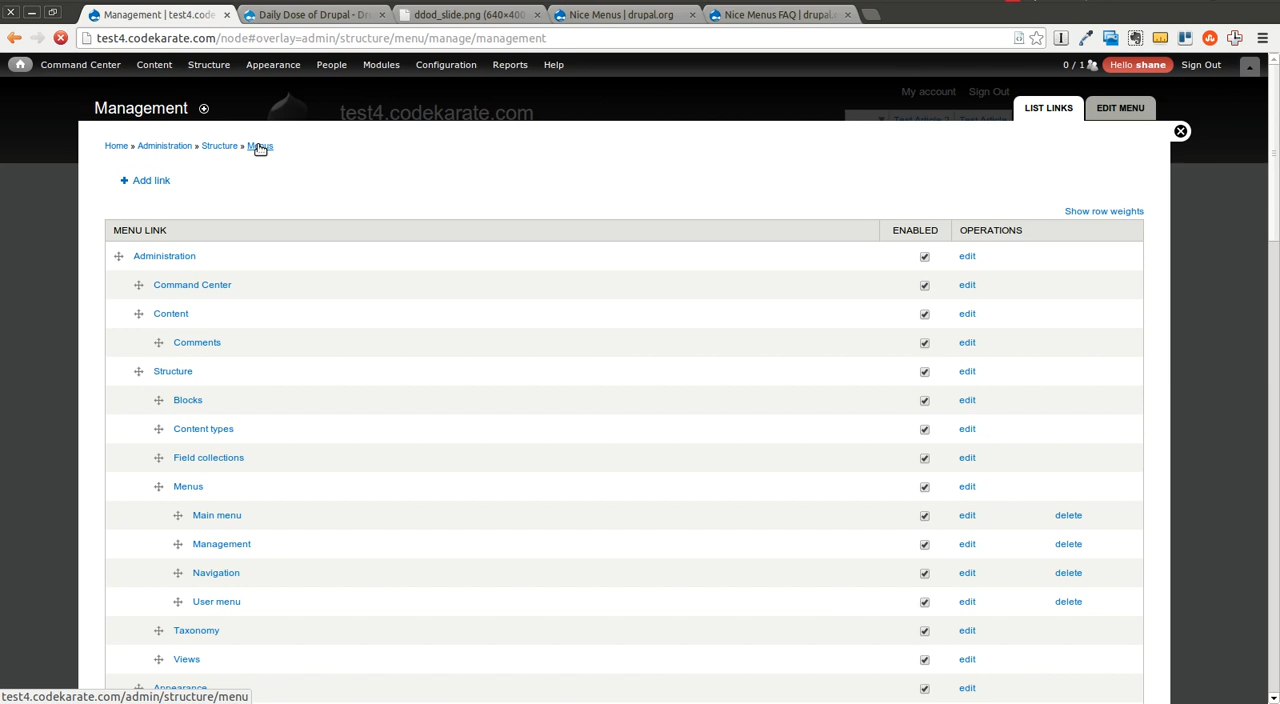 Management | test4.code
Daily Dose of Drupal - Dr
ddod_slide.png (640×400
Nice Menus | drupal.org
Nice Menus FAQ | drupal.
test4.codekarate.com/node#overlay=admin/structure/menu/manage/management
Command Center Content Structure Appearance People Modules Configuration Reports Help 0 / 1 Hello shane Sign Out
My account Sign Out
Management test4.codekarate.com LIST LINKS EDIT MENU
Home » Administration » Structure » Menus
+ Add link
Show row weights
MENU LINK ENABLED OPERATIONS
Administration edit
Command Center edit
Content edit
Comments edit
Structure edit
Blocks edit
Content types edit
Field collections edit
Menus edit
Main menu edit delete
Management edit delete
Navigation edit delete
User menu edit delete
Taxonomy edit
Views edit
Appearance edit
test4.codekarate.com/admin/structure/menu